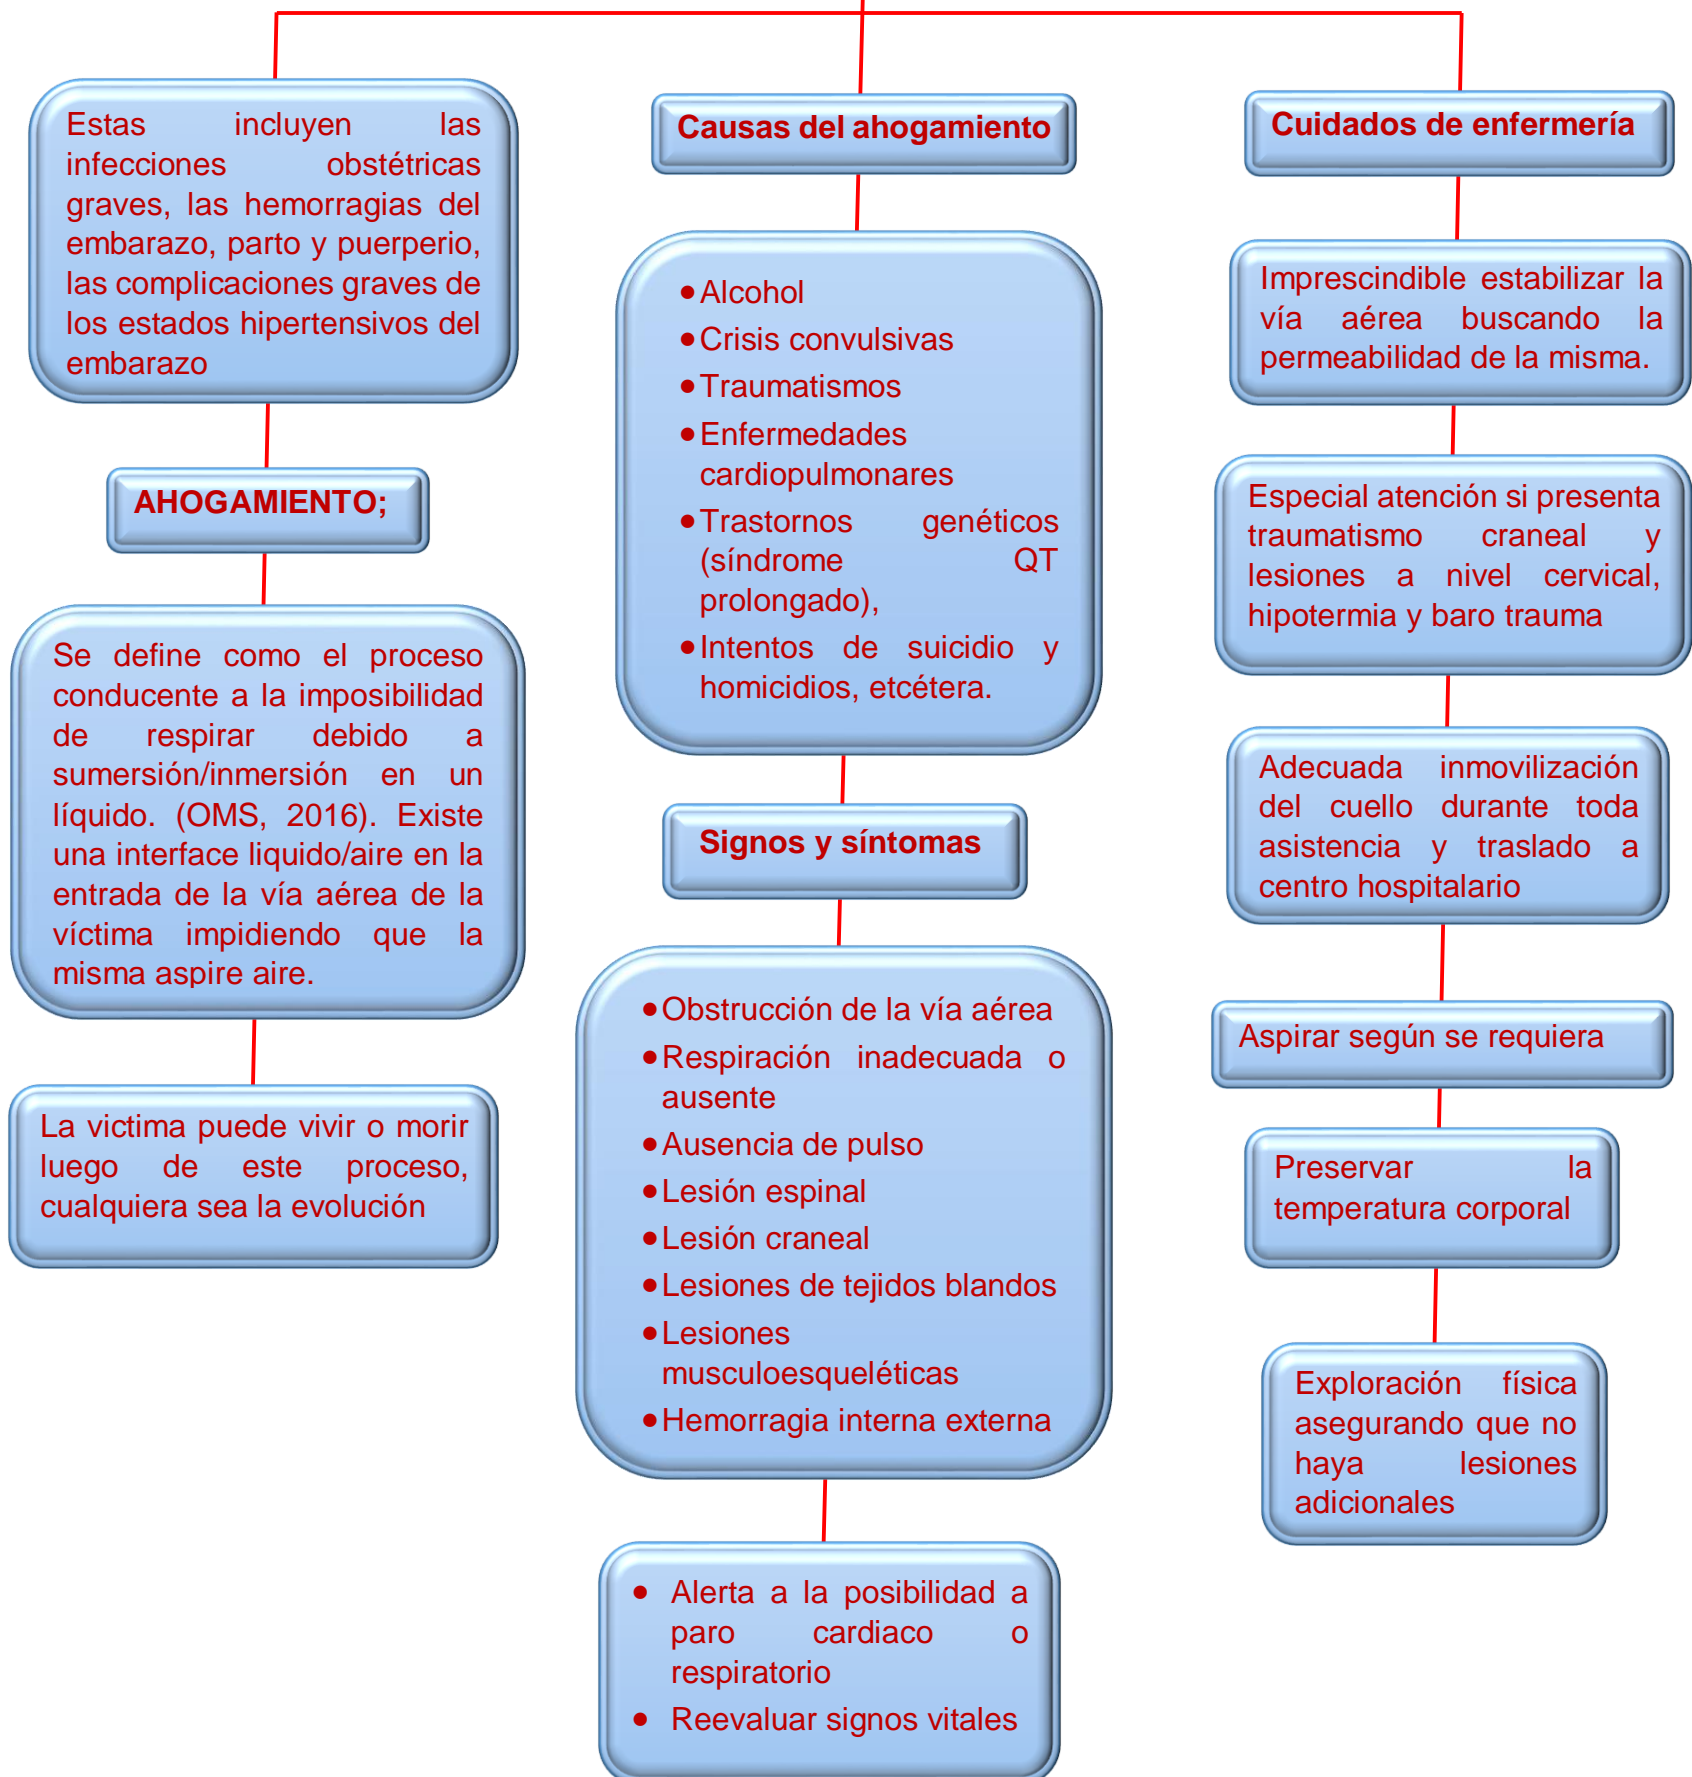 Estas incluyen las
infecciones obstétricas
graves, las hemorragias del
embarazo, parto y puerperio,
las complicaciones graves de
los estados hipertensivos del
embarazo
AHOGAMIENTO;
Se define como el proceso
conducente a la imposibilidad
de respirar debido a
sumersión/inmersión en un
líquido. (OMS, 2016). Existe
una interface liquido/aire en la
entrada de la vía aérea de la
víctima impidiendo que la
misma aspire aire.
La victima puede vivir o morir
luego de este proceso,
cualquiera sea la evolución
Causas del ahogamiento
• Alcohol
• Crisis convulsivas
• Traumatismos
• Enfermedades
cardiopulmonares
• Trastornos genéticos
(síndrome QT
prolongado),
• Intentos de suicidio y
homicidios, etcétera.
Signos y síntomas
• Obstrucción de la vía aérea
• Respiración inadecuada o
ausente
• Ausencia de pulso
• Lesión espinal
• Lesión craneal
• Lesiones de tejidos blandos
• Lesiones
musculoesqueléticas
• Hemorragia interna externa
• Alerta a la posibilidad a
paro cardiaco o
respiratorio
• Reevaluar signos vitales
Cuidados de enfermería
Imprescindible estabilizar la
vía aérea buscando la
permeabilidad de la misma.
Especial atención si presenta
traumatismo craneal y
lesiones a nivel cervical,
hipotermia y baro trauma
Adecuada inmovilización
del cuello durante toda
asistencia y traslado a
centro hospitalario
Aspirar según se requiera
Preservar la
temperatura corporal
Exploración física
asegurando que no
haya lesiones
adicionales